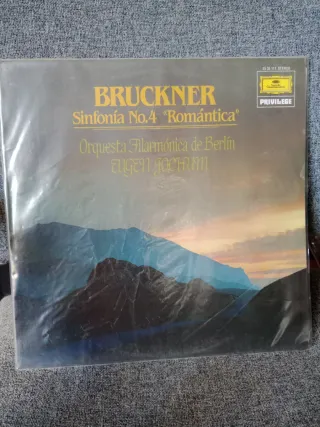 BRUCKNER
Sinfonía No.4 "Romántica"
Orquesta Filarmónica de Berlín
EUGEN JOCHUM
PRIVILEGE